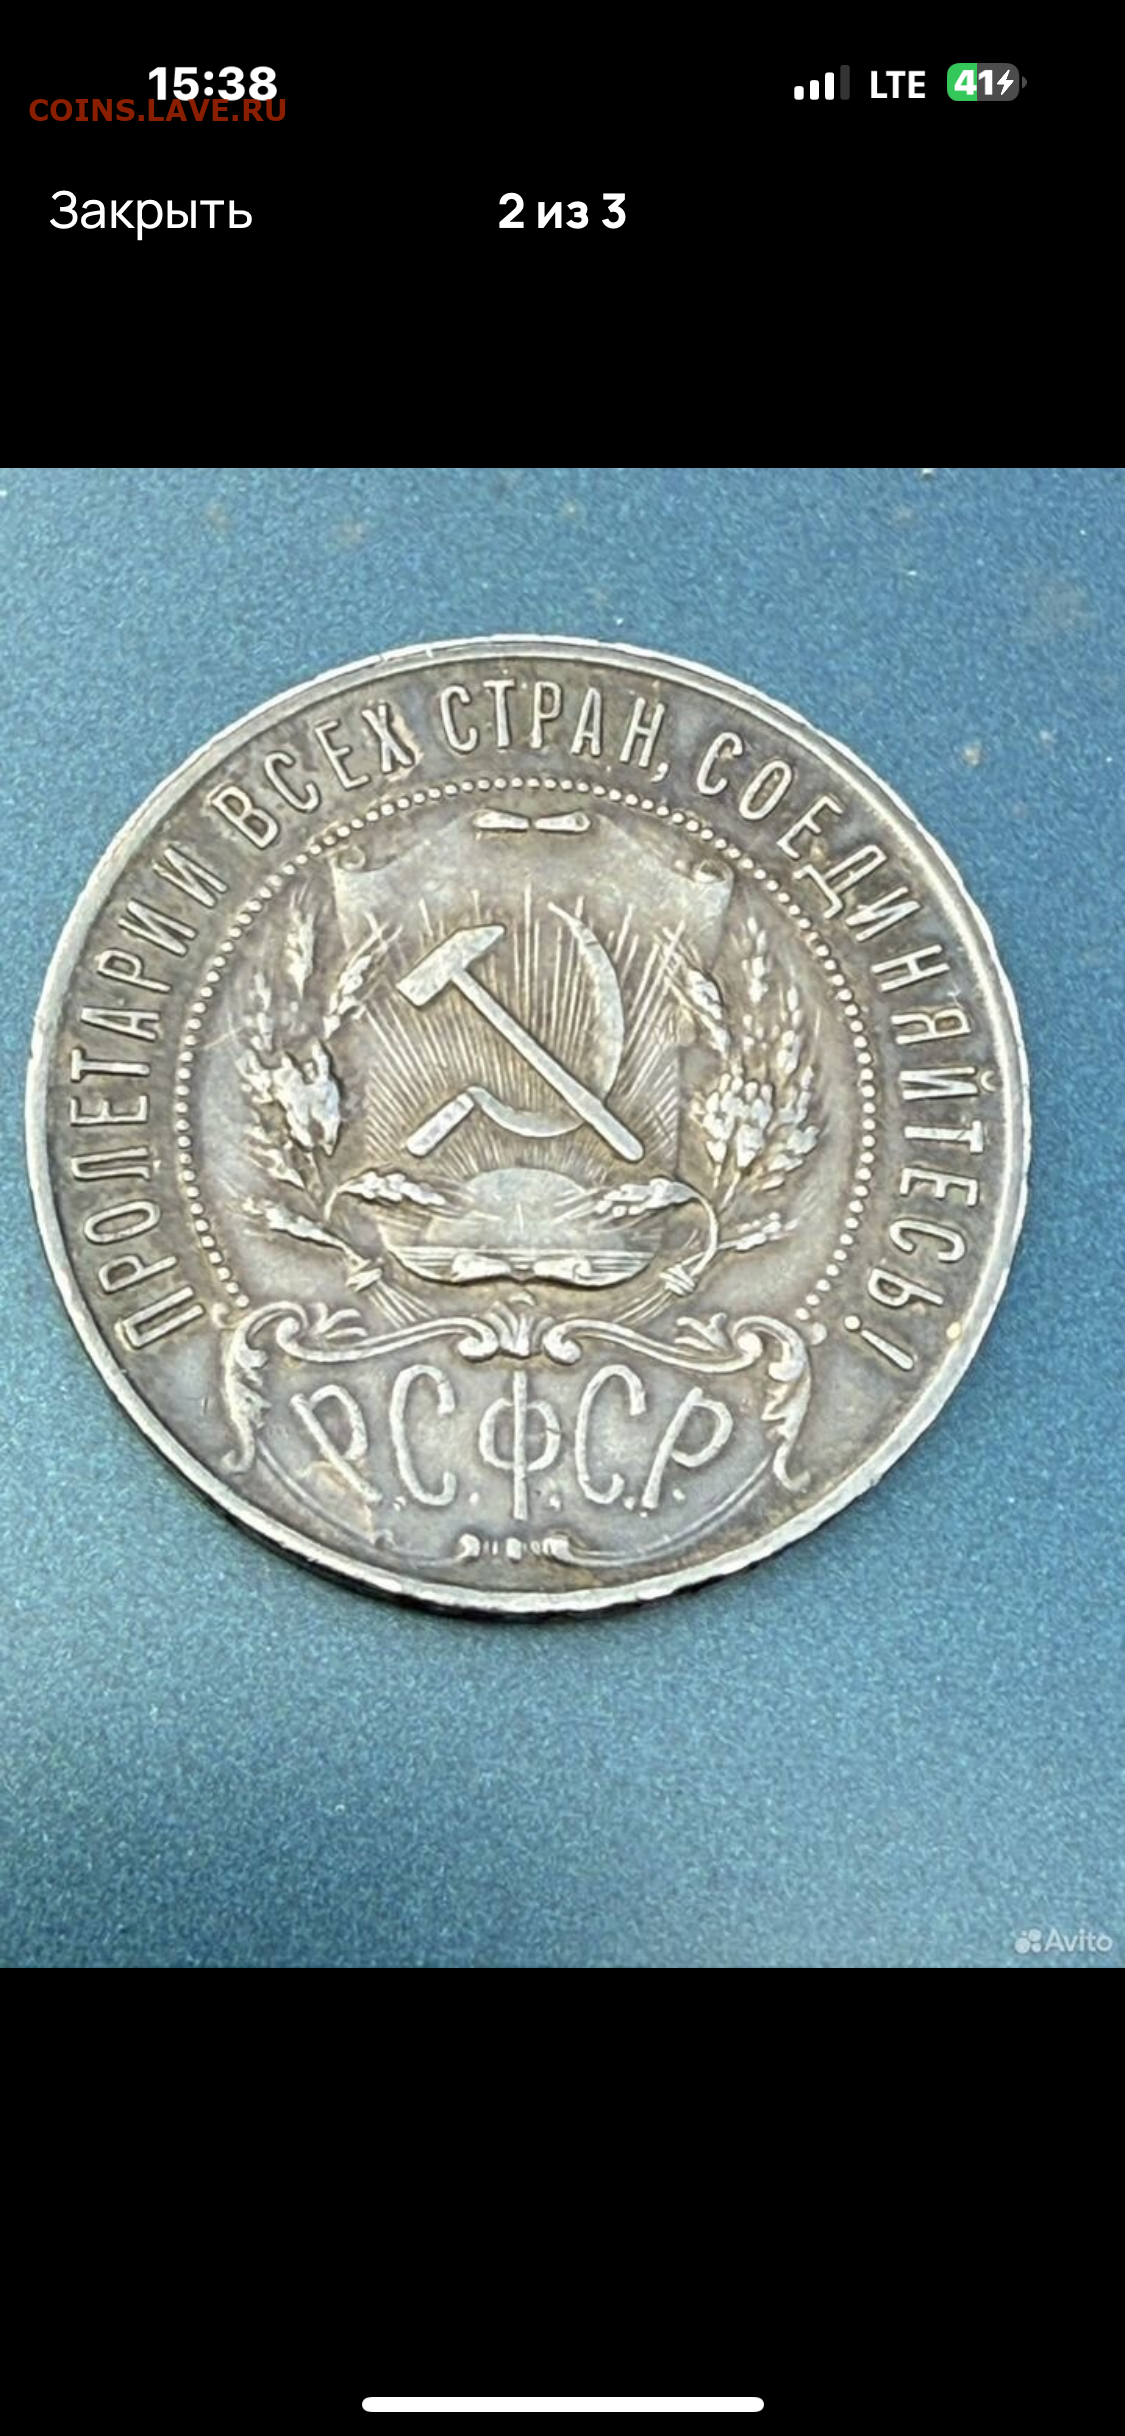 15:38
LTE
41
COINS.LAVE.RU
Закрыть
2 из 3
ПРОЛЕТАРИИ ВСЕХ СТРАН, СОЕДИНЯЙТЕСЬ!
Р.С.Ф.С.Р.
Avito